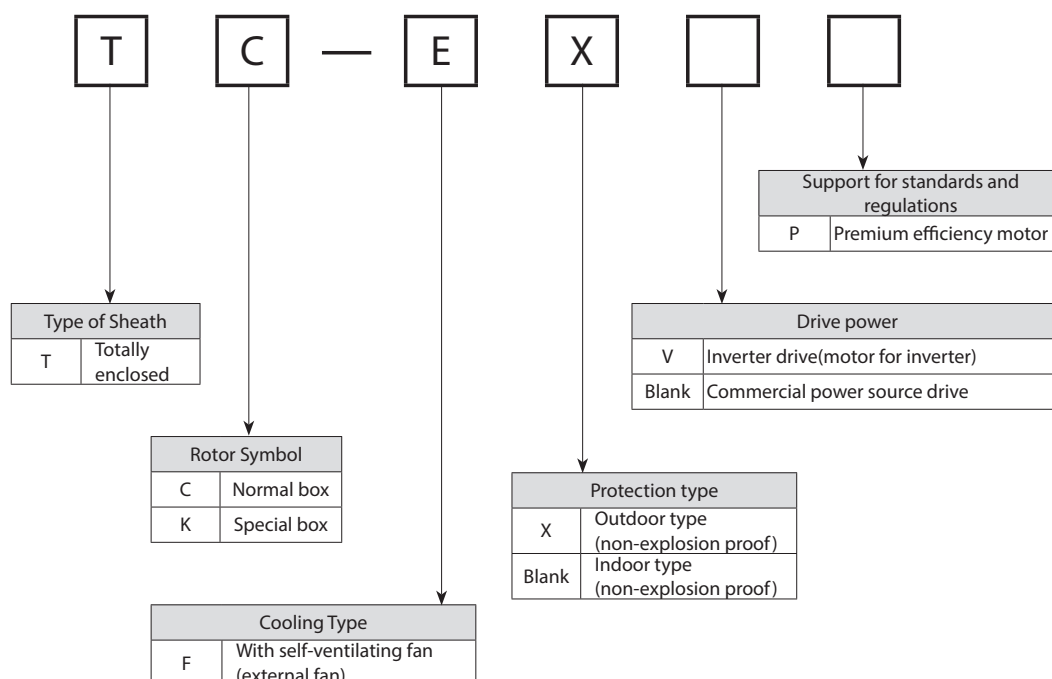 T C — E X
Support for standards and
regulations
P Premium efficiency motor
Type of Sheath
T Totally
enclosed
Drive power
V Inverter drive(motor for inverter)
Blank Commercial power source drive
Rotor Symbol
C Normal box
K Special box
Protection type
X Outdoor type
(non-explosion proof)
Blank Indoor type
(non-explosion proof)
Cooling Type
F With self-ventilating fan
(external fan)